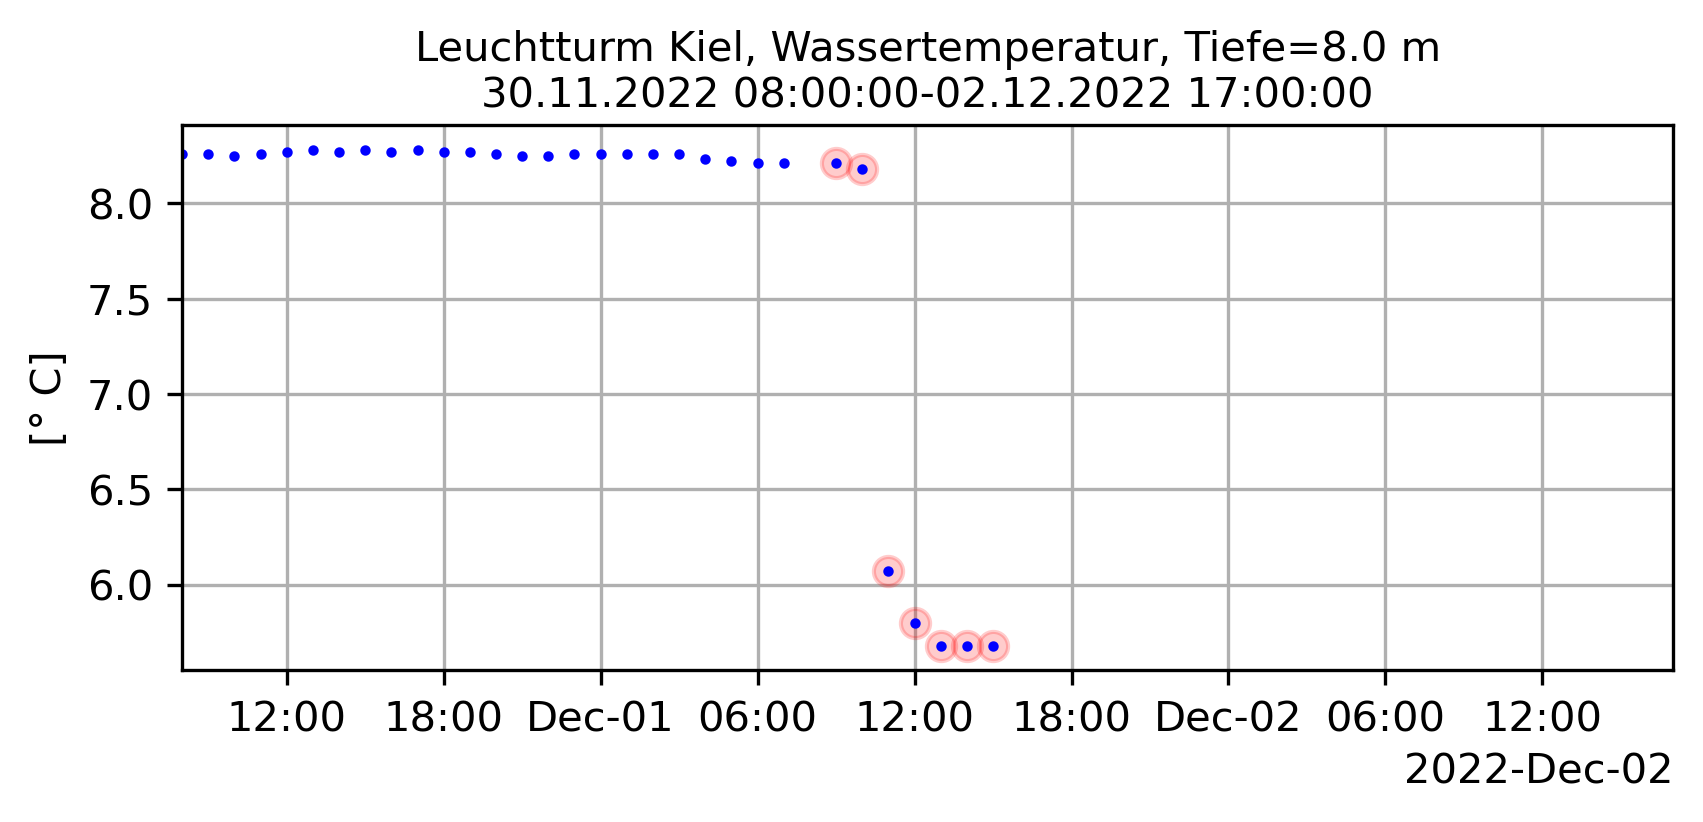 Leuchtturm Kiel, Wassertemperatur, Tiefe=8.0 m
30.11.2022 08:00:00-02.12.2022 17:00:00
8.0
7.5
7.0
6.5
6.0
[° C]
12:00 18:00 Dec-01 06:00 12:00 18:00 Dec-02 06:00 12:00
2022-Dec-02